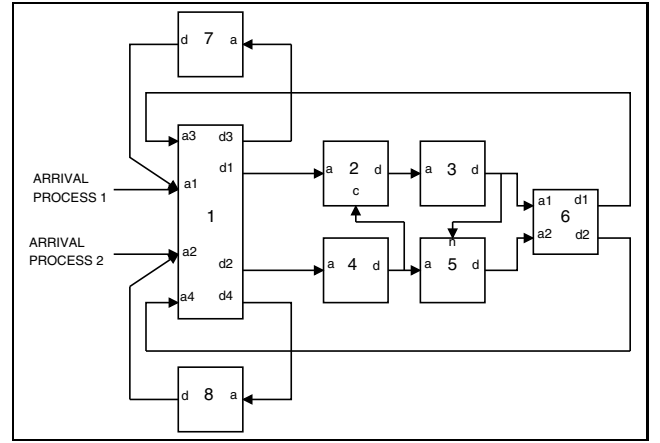 d 7 a
a3 d3
d1
a 2 d
c
a 3 d
ARRIVAL
PROCESS 1
a1
1
a1 d1
6
a2 d2
ARRIVAL
PROCESS 2
a2
d2
a 4 d
n
a 5 d
a4 d4
d 8 a